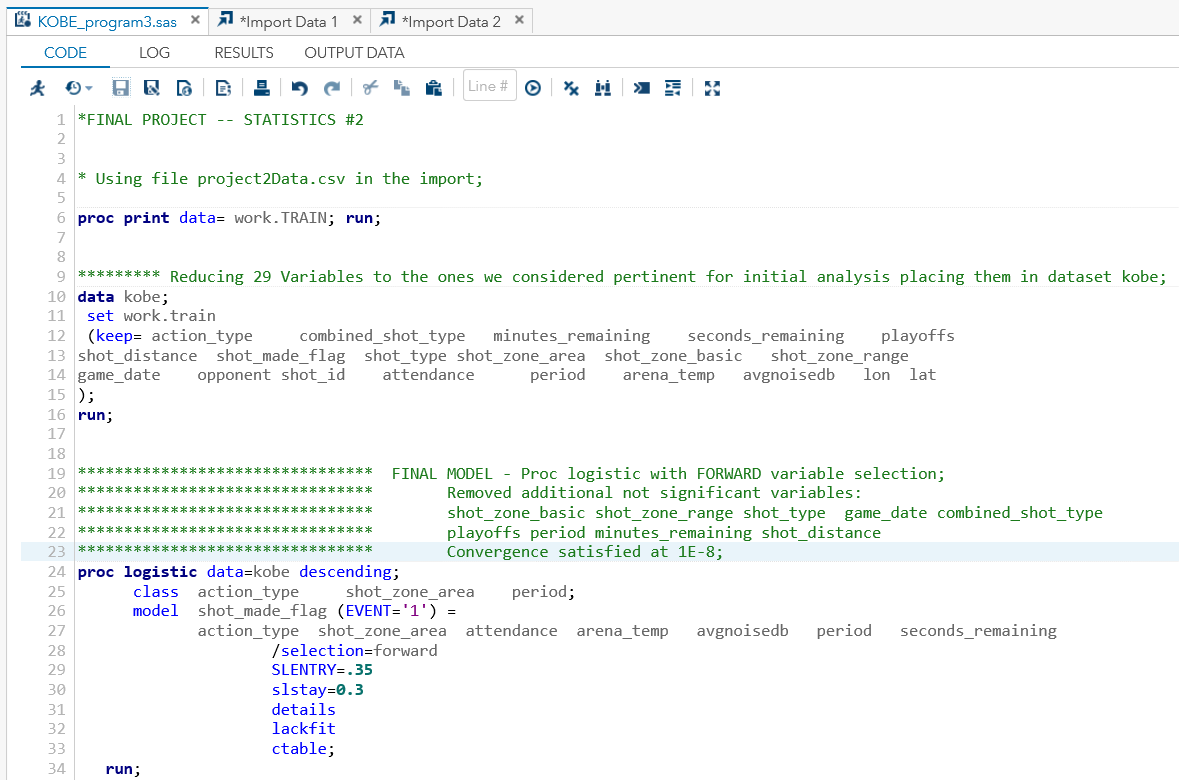 KOBE_program3.sas × *Import Data 1 × *Import Data 2 ×
CODE LOG RESULTS OUTPUT DATA
Line #
1 *FINAL PROJECT -- STATISTICS #2
2
3
4 * Using file project2Data.csv in the import;
5
6 proc print data= work.TRAIN; run;
7
8
9 ********* Reducing 29 Variables to the ones we considered pertinent for initial analysis placing them in dataset kobe;
10 data kobe;
11 set work.train
12 (keep= action_type combined_shot_type minutes_remaining seconds_remaining playoffs
13 shot_distance shot_made_flag shot_type shot_zone_area shot_zone_basic shot_zone_range
14 game_date opponent shot_id attendance period arena_temp avgnoisedb lon lat
15 );
16 run;
17
18
19 ******************************** FINAL MODEL - Proc logistic with FORWARD variable selection;
20 ******************************** Removed additional not significant variables:
21 ******************************** shot_zone_basic shot_zone_range shot_type game_date combined_shot_type
22 ******************************** playoffs period minutes_remaining shot_distance
23 ******************************** Convergence satisfied at 1E-8;
24 proc logistic data=kobe descending;
25 class action_type shot_zone_area period;
26 model shot_made_flag (EVENT='1') =
27 action_type shot_zone_area attendance arena_temp avgnoisedb period seconds_remaining
28 /selection=forward
29 SLENTRY=.35
30 slstay=0.3
31 details
32 lackfit
33 ctable;
34 run;